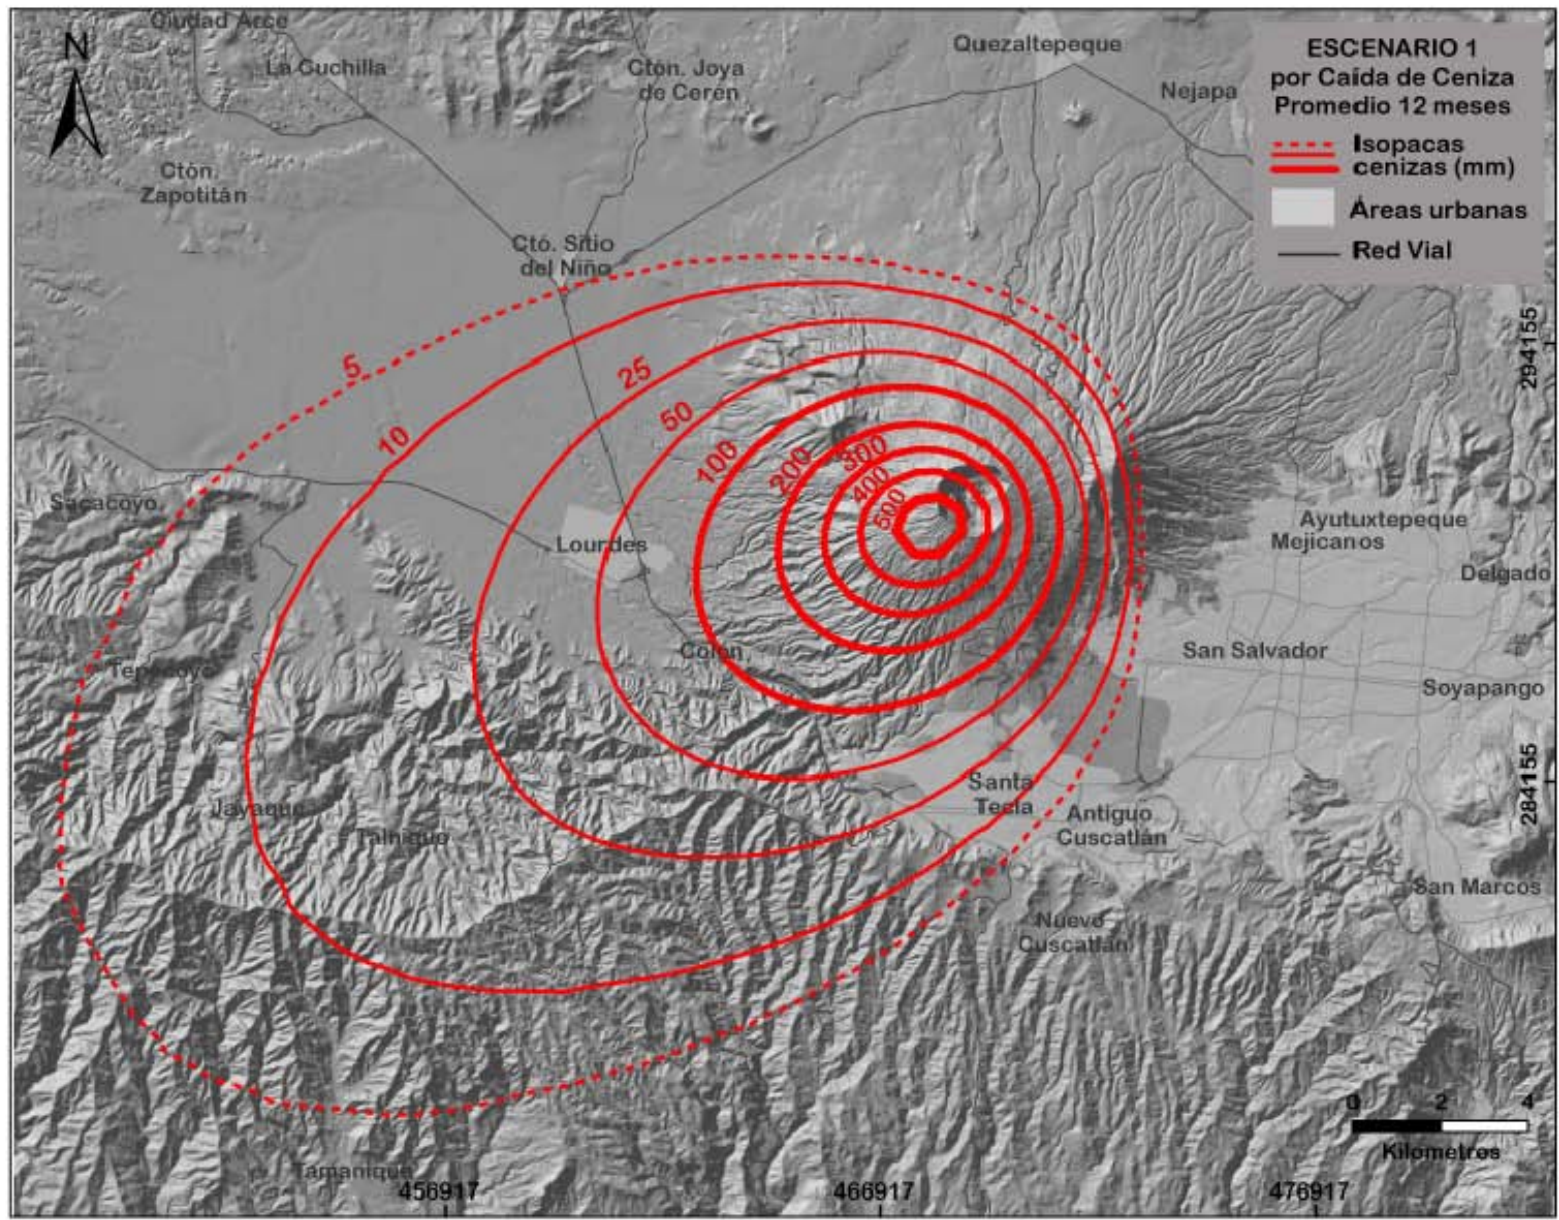 Ciudad Arce
N
La Cuchilla
Ctón. Joya
de Cerén
Quezaltepeque
Nejapa
ESCENARIO 1
por Caída de Ceniza
Promedio 12 meses
Isopacas
cenizas (mm)
Áreas urbanas
Red Vial
Ctón.
Zapotitán
Ctó. Sitio
del Niño
5
10
25
50
100
200
300
400
500
294155
Sacacoyo
Lourdes
Ayutuxtepeque
Mejicanos
Delgado
Colón
Tepecoyo
San Salvador
Soyapango
Jayaque
Talnique
Santa
Tecla
Antiguo
Cuscatlán
284155
San Marcos
Nuevo
Cuscatlán
0 2 4
Kilometros
Tamanique
456917
466917
476917